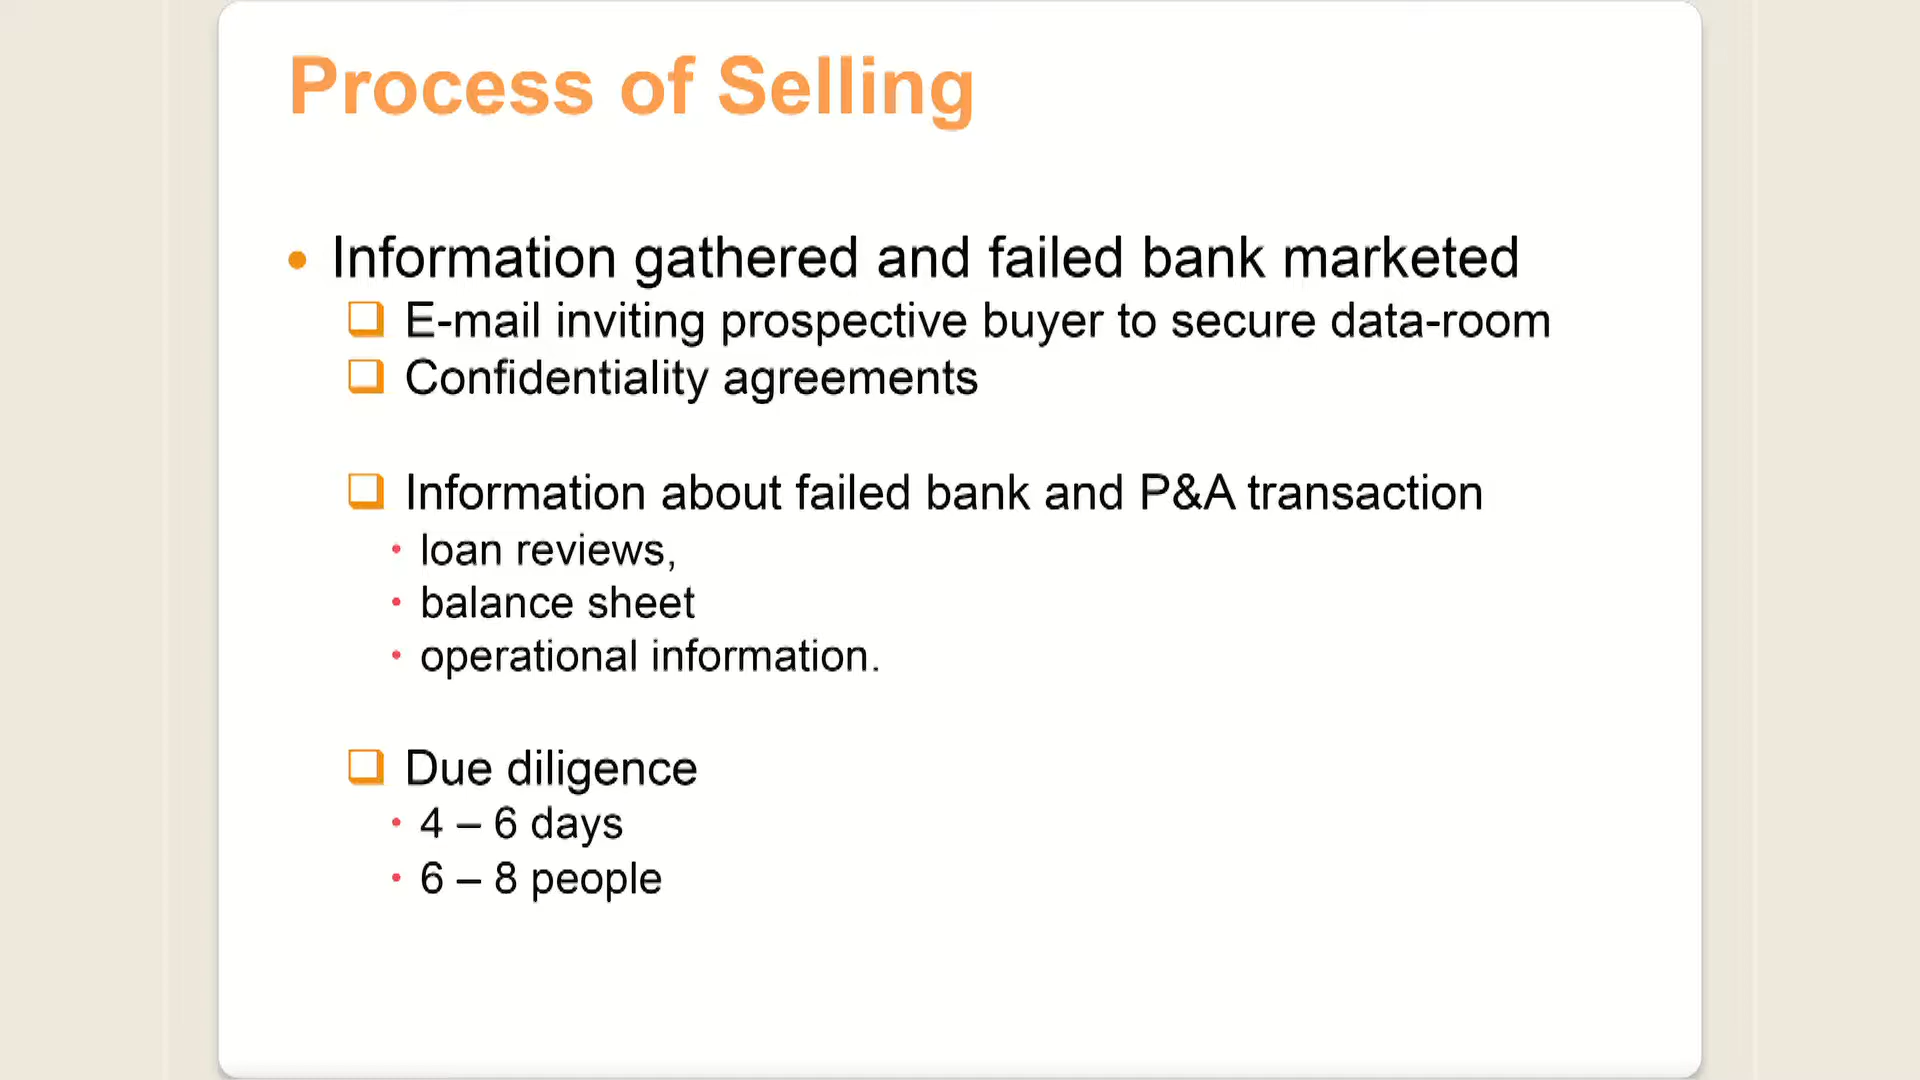 Process of Selling
Information gathered and failed bank marketed
E-mail inviting prospective buyer to secure data-room
Confidentiality agreements
Information about failed bank and P&A transaction
loan reviews,
balance sheet
operational information.
Due diligence
4 – 6 days
6 – 8 people